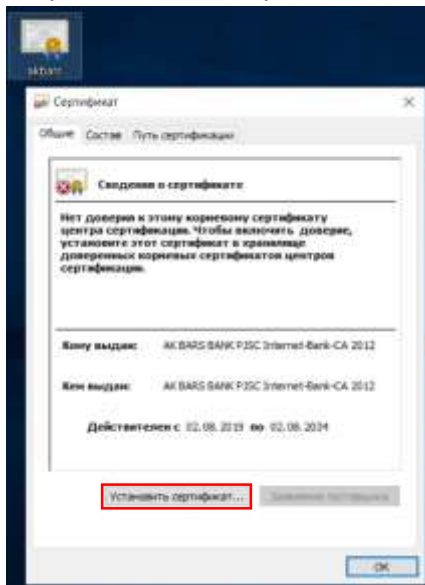 akbars
Сертификат
Общие Состав Путь сертификации
Сведения о сертификате
Нет доверия к этому корневому сертификату
центра сертификации. Чтобы включить доверие,
установите этот сертификат в хранилище
доверенных корневых сертификатов центров
сертификации.
Кому выдан: AK BARS BANK PJSC Internet-Bank-CA 2012
Кем выдан: AK BARS BANK PJSC Internet-Bank-CA 2012
Действителен с 02.08.2019 по 02.08.2034
Установить сертификат... Заявление поставщика
OK